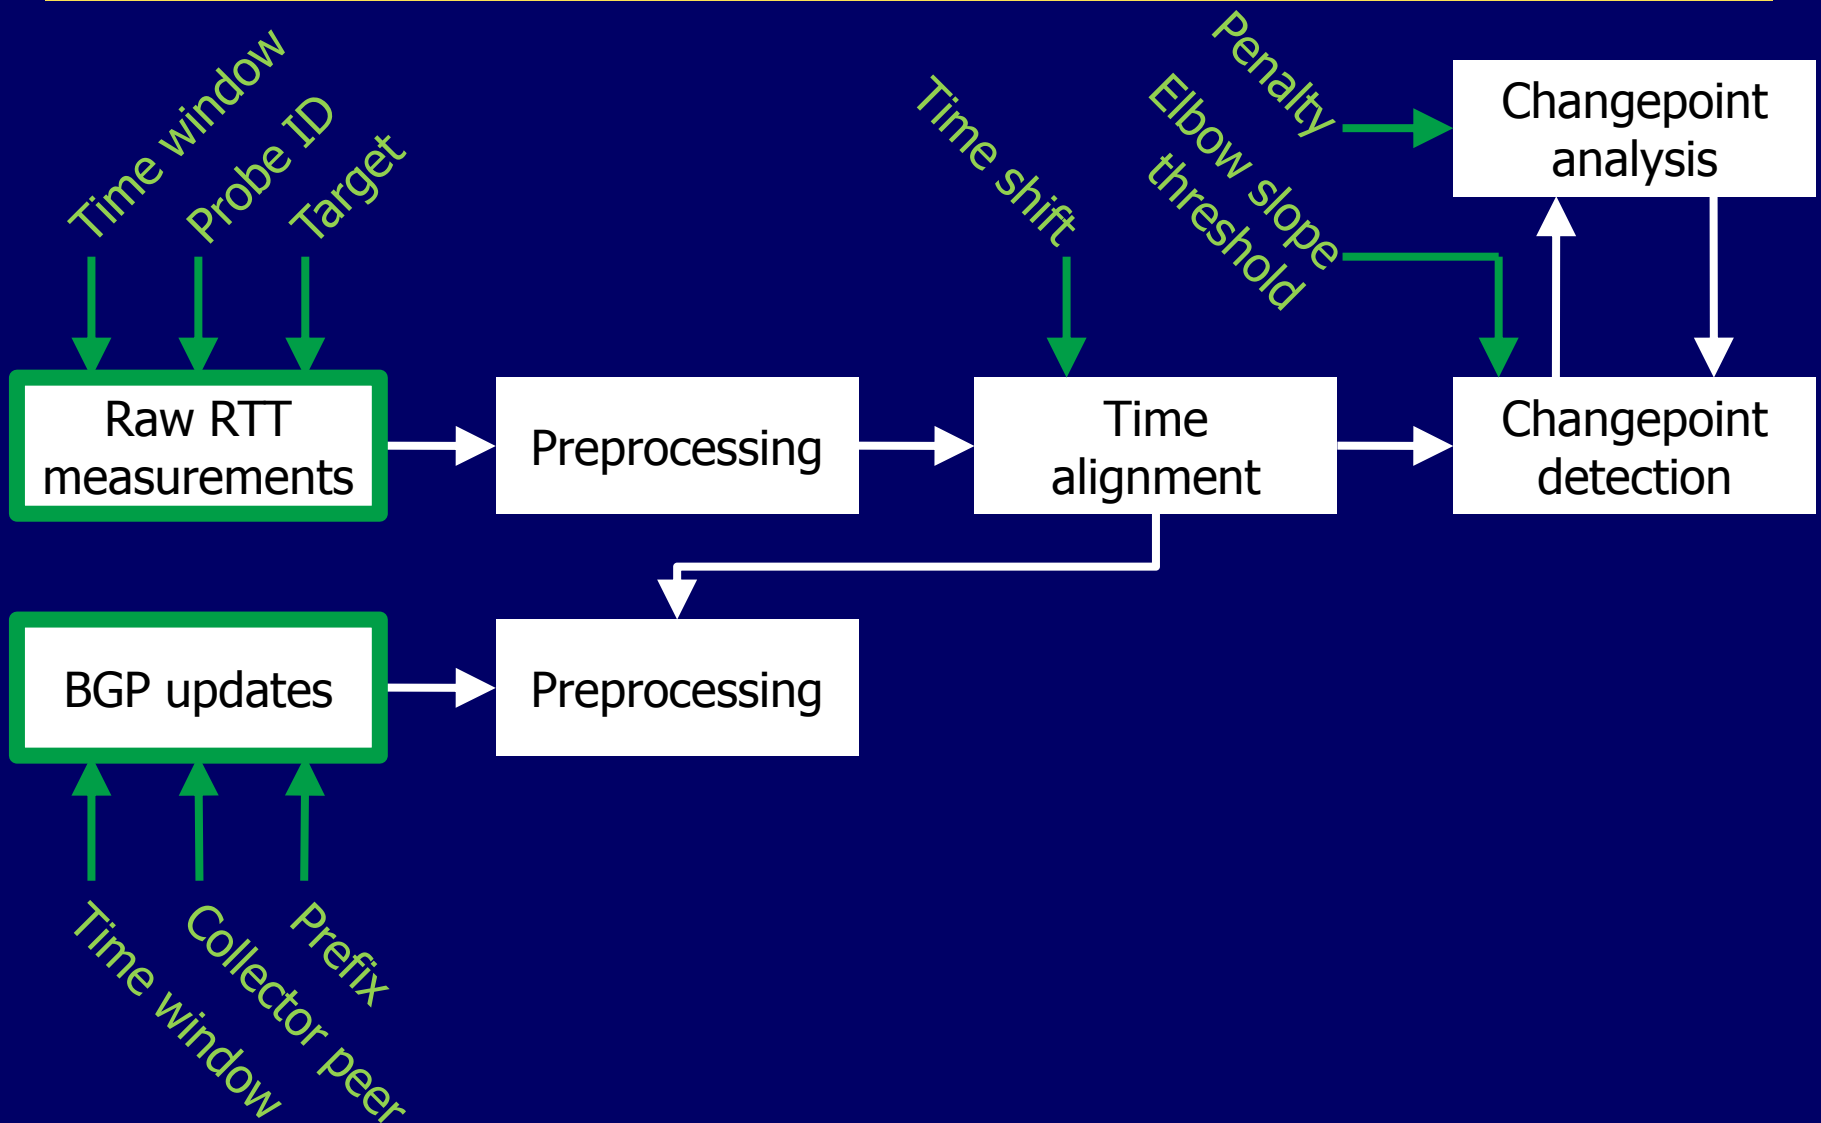 Time window
Probe ID
Target
Time shift
Penalty
Elbow slope
threshold
Changepoint
analysis
Raw RTT
measurements
Preprocessing
Time
alignment
Changepoint
detection
BGP updates
Preprocessing
Time window
Collector peer
Prefix